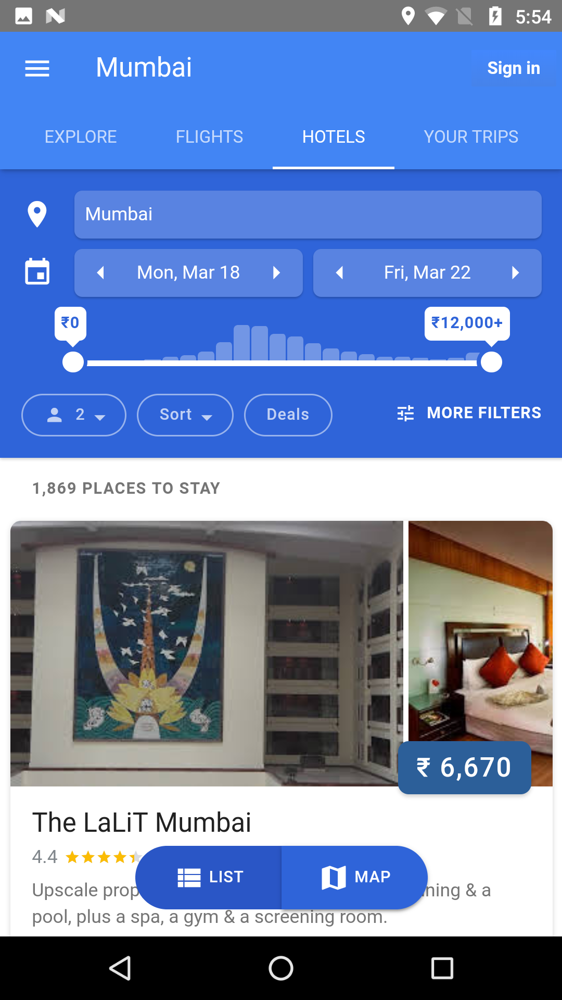 5:54
Mumbai
Sign in
EXPLORE FLIGHTS HOTELS YOUR TRIPS
Mumbai
Mon, Mar 18 Fri, Mar 22
₹0 ₹12,000+
2 Sort Deals MORE FILTERS
1,869 PLACES TO STAY
₹ 6,670
The LaLiT Mumbai
4.4
LIST MAP
Upscale prop ning & a
pool, plus a spa, a gym & a screening room.